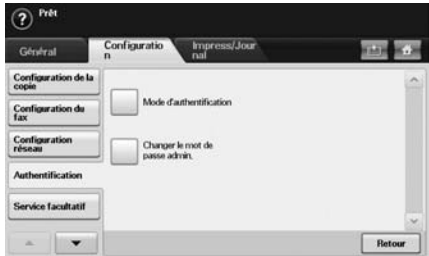 Prêt
Général
Configuratio
n
Impress/Jour
nal
Configuration de la
copie
Configuration du
fax
Configuration
réseau
Authentification
Service facultatif
Mode d'authentification
Changer le mot de
passe admin.
Retour